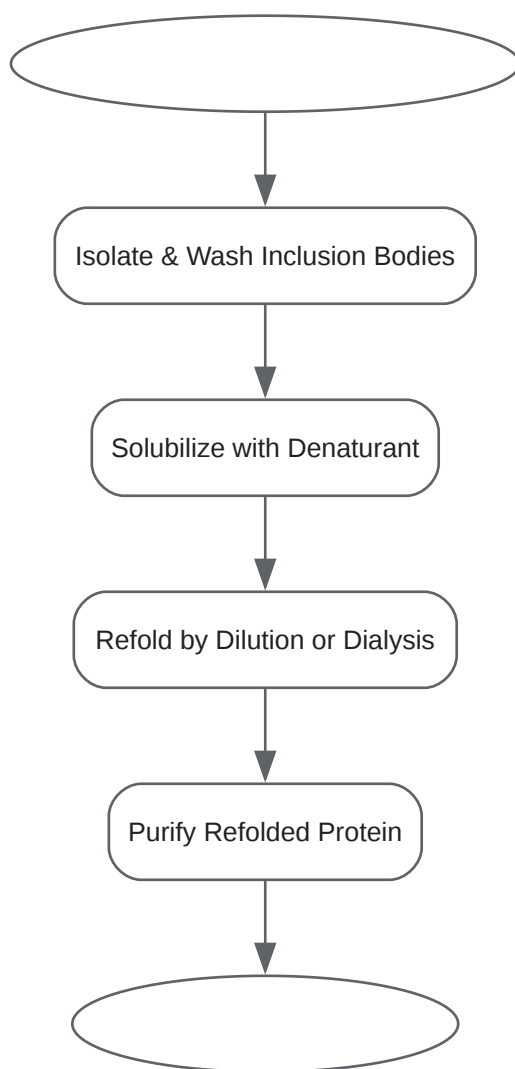 Isolate & Wash Inclusion Bodies
Solubilize with Denaturant
Refold by Dilution or Dialysis
Purify Refolded Protein